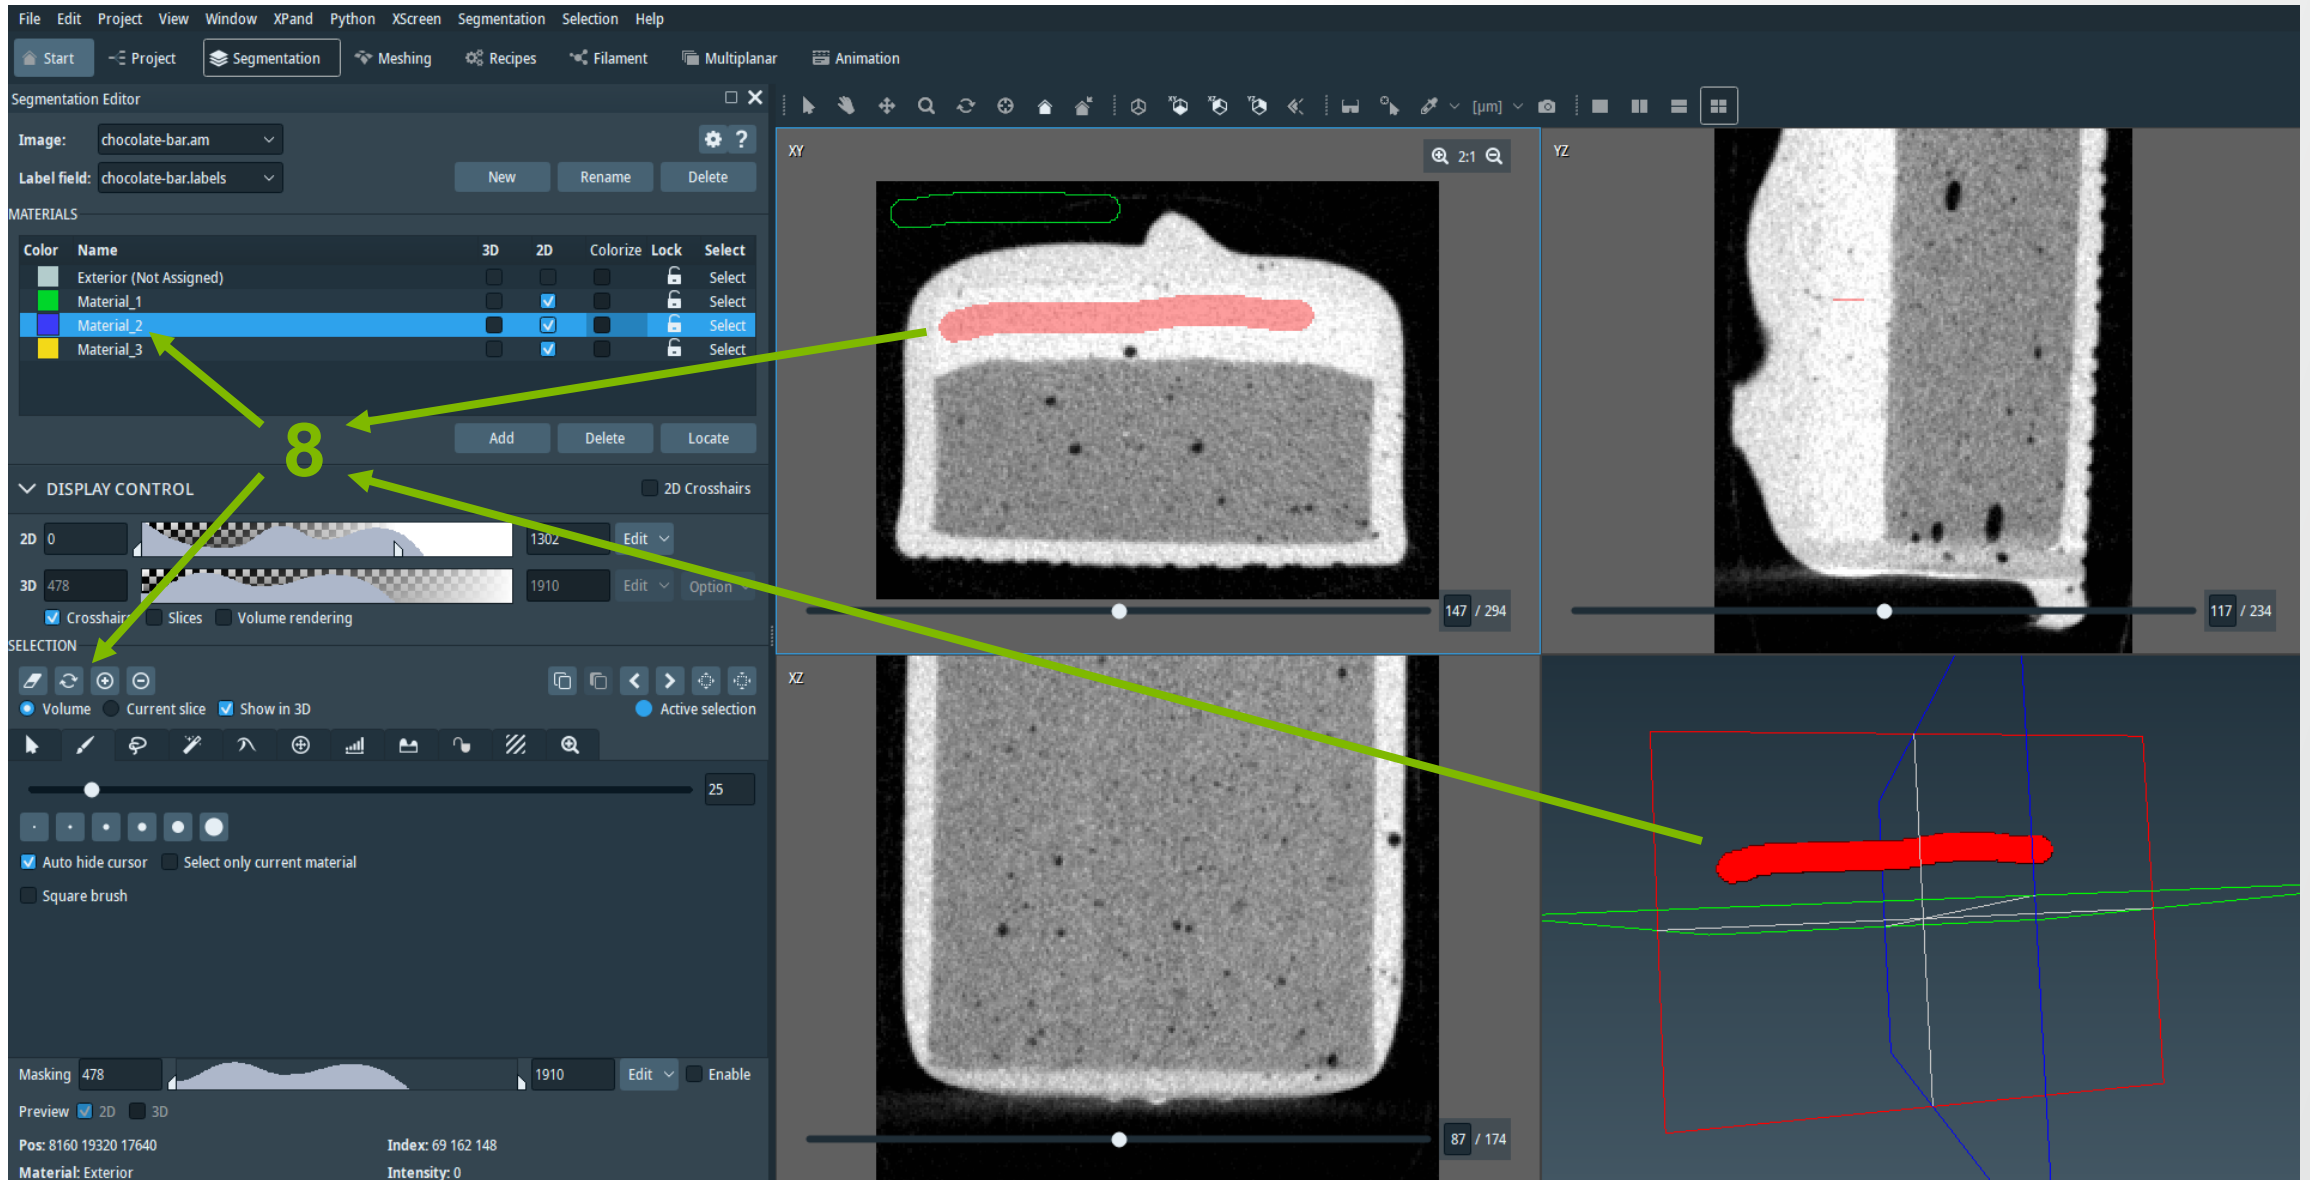 File Edit Project View Window XPand Python XScreen Segmentation Selection Help
Start Project Segmentation Meshing Recipes Filament Multiplanar Animation
Segmentation Editor
Image: chocolate-bar.am
Label field: chocolate-bar.labels New Rename Delete
MATERIALS
Color Name 3D 2D Colorize Lock Select
Exterior (Not Assigned) Select
Material_1 Select
Material_2 Select
Material_3 Select
8
Add Delete Locate
DISPLAY CONTROL 2D Crosshairs
2D 0 1302 Edit
3D 478 1910 Edit Option
Crosshair Slices Volume rendering
SELECTION
Volume Current slice Show in 3D Active selection
25
Auto hide cursor Select only current material
Square brush
Masking 478 1910 Edit Enable
Preview 2D 3D
Pos: 8160 19320 17640 Index: 69 162 148
Material: Exterior Intensity: 0
[µm]
XY 2:1
147 / 294
YZ
117 / 234
XZ
87 / 174